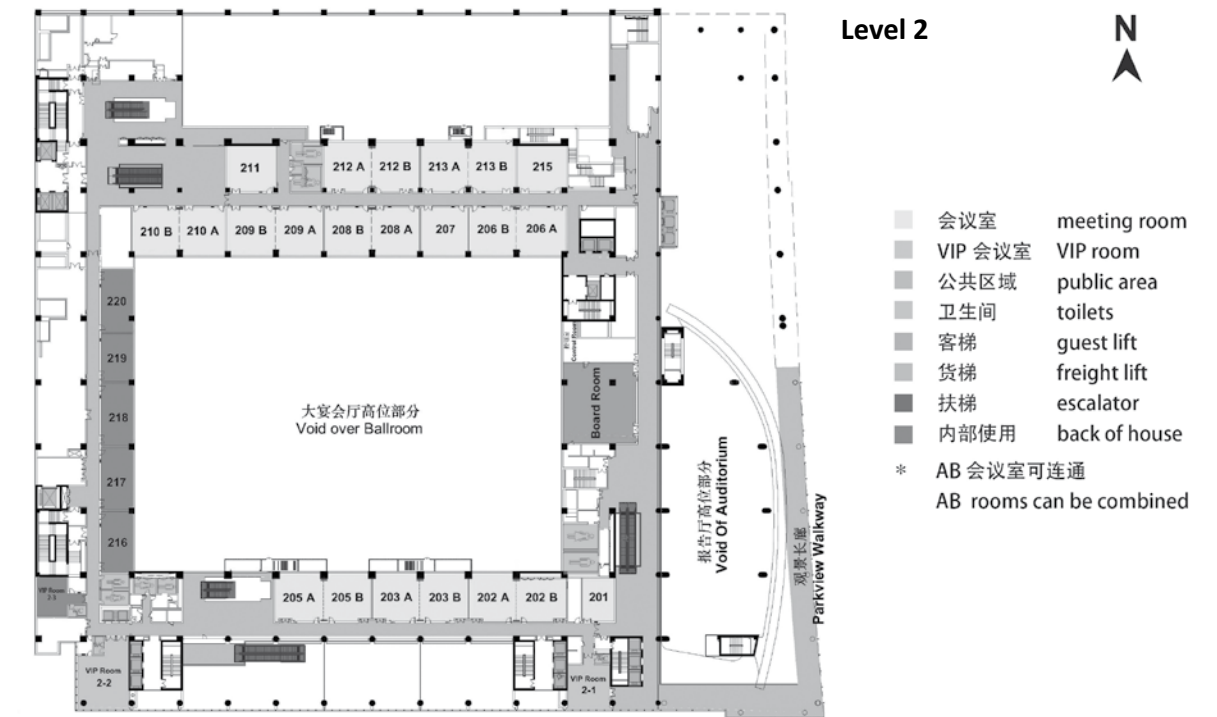 Level 2
N
211
212 A
212 B
213 A
213 B
215
210 B
210 A
209 B
209 A
208 B
208 A
207
206 B
206 A
220
219
218
217
216
Control Room
Board Room
大宴会厅高位部分
Void over Ballroom
报告厅高位部分
Void Of Auditorium
观景长廊
Parkview Walkway
205 A
205 B
203 A
203 B
202 A
202 B
201
VIP Room
2-3
VIP Room
2-2
VIP Room
2-1
会议室 meeting room
VIP 会议室 VIP room
公共区域 public area
卫生间 toilets
客梯 guest lift
货梯 freight lift
扶梯 escalator
内部使用 back of house
* AB 会议室可连通
AB rooms can be combined